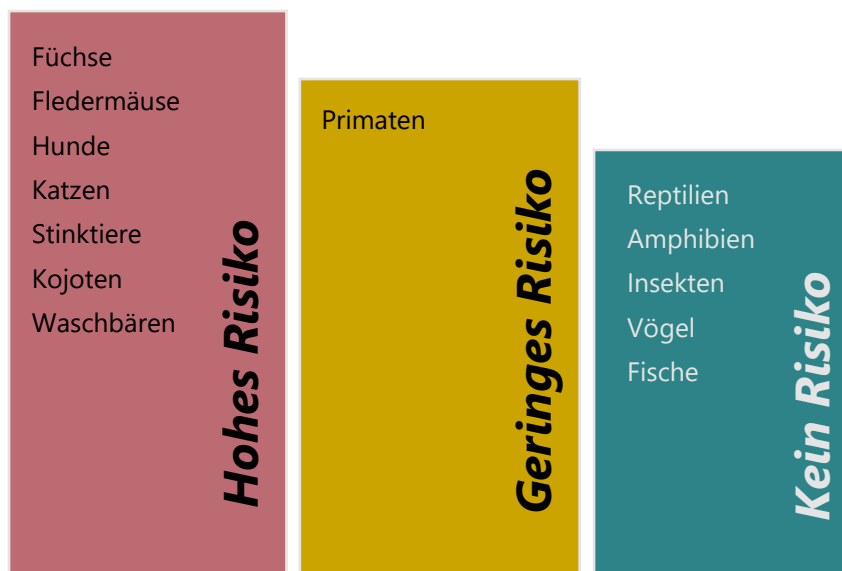 Füchse
Fledermäuse
Hunde
Katzen
Stinktiere
Kojoten
Waschbären
Hohes Risiko
Primaten
Geringes Risiko
Reptilien
Amphibien
Insekten
Vögel
Fische
Kein Risiko